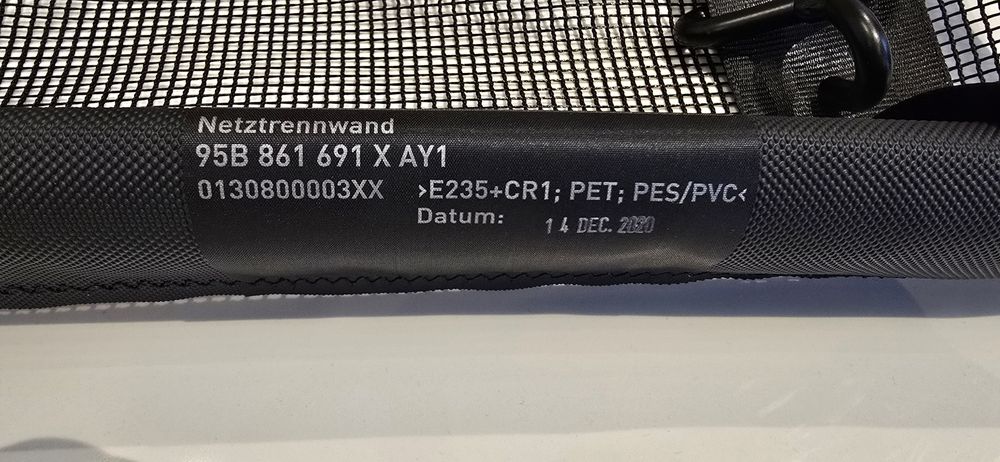 Netztrennwand
95B 861 691 X AY1
0130800003XX >E235+CR1; PET; PES/PVC<
Datum: 14 DEC. 2020